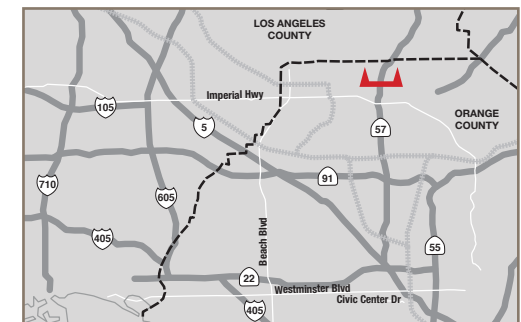 LOS ANGELES
COUNTY
Imperial Hwy
105
5
57
ORANGE
COUNTY
91
710
605
405
Beach Blvd
55
22
Westminster Blvd
Civic Center Dr
405